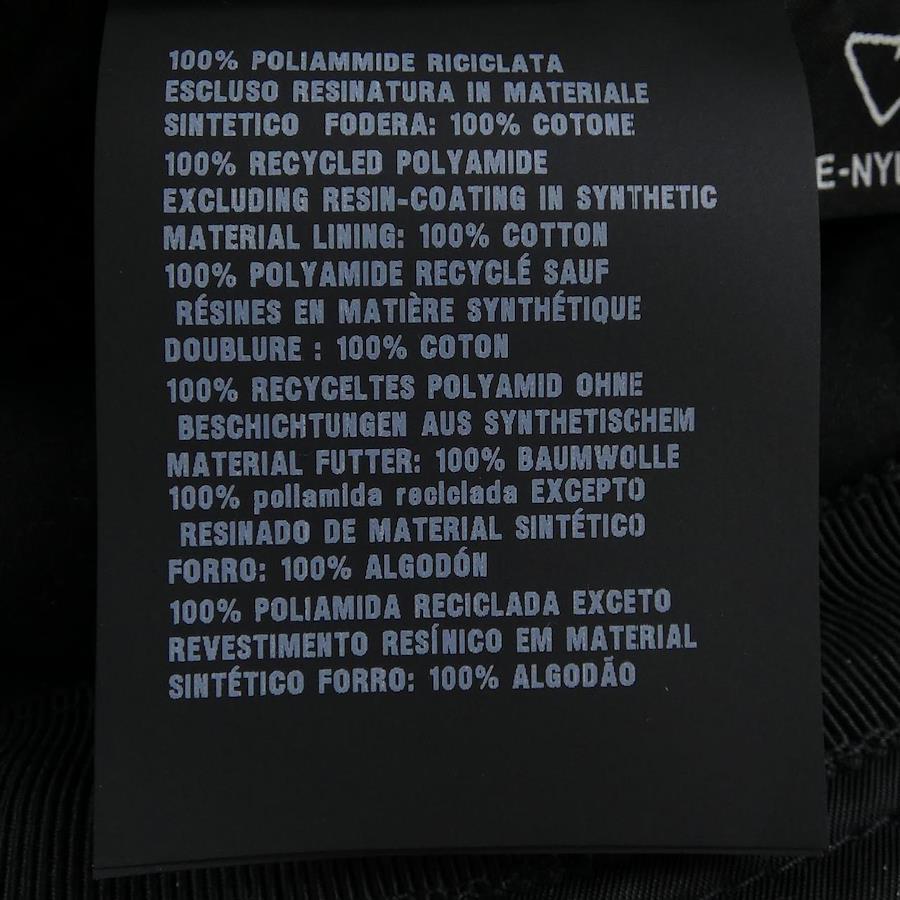 100% POLIAMMIDE RICICLATA
ESCLUSO RESINATURA IN MATERIALE
SINTETICO FODERA: 100% COTONE
100% RECYCLED POLYAMIDE
EXCLUDING RESIN-COATING IN SYNTHETIC
MATERIAL LINING: 100% COTTON
100% POLYAMIDE RECYCLÉ SAUF
RÉSINES EN MATIÈRE SYNTHÉTIQUE
DOUBLURE : 100% COTON
100% RECYCELTES POLYAMID OHNE
BESCHICHTUNGEN AUS SYNTHETISCHEM
MATERIAL FUTTER: 100% BAUMWOLLE
100% poliamida reciclada EXCEPTO
RESINADO DE MATERIAL SINTÉTICO
FORRO: 100% ALGODÓN
100% POLIAMIDA RECICLADA EXCETO
REVESTIMENTO RESÍNICO EM MATERIAL
SINTÉTICO FORRO: 100% ALGODÃO